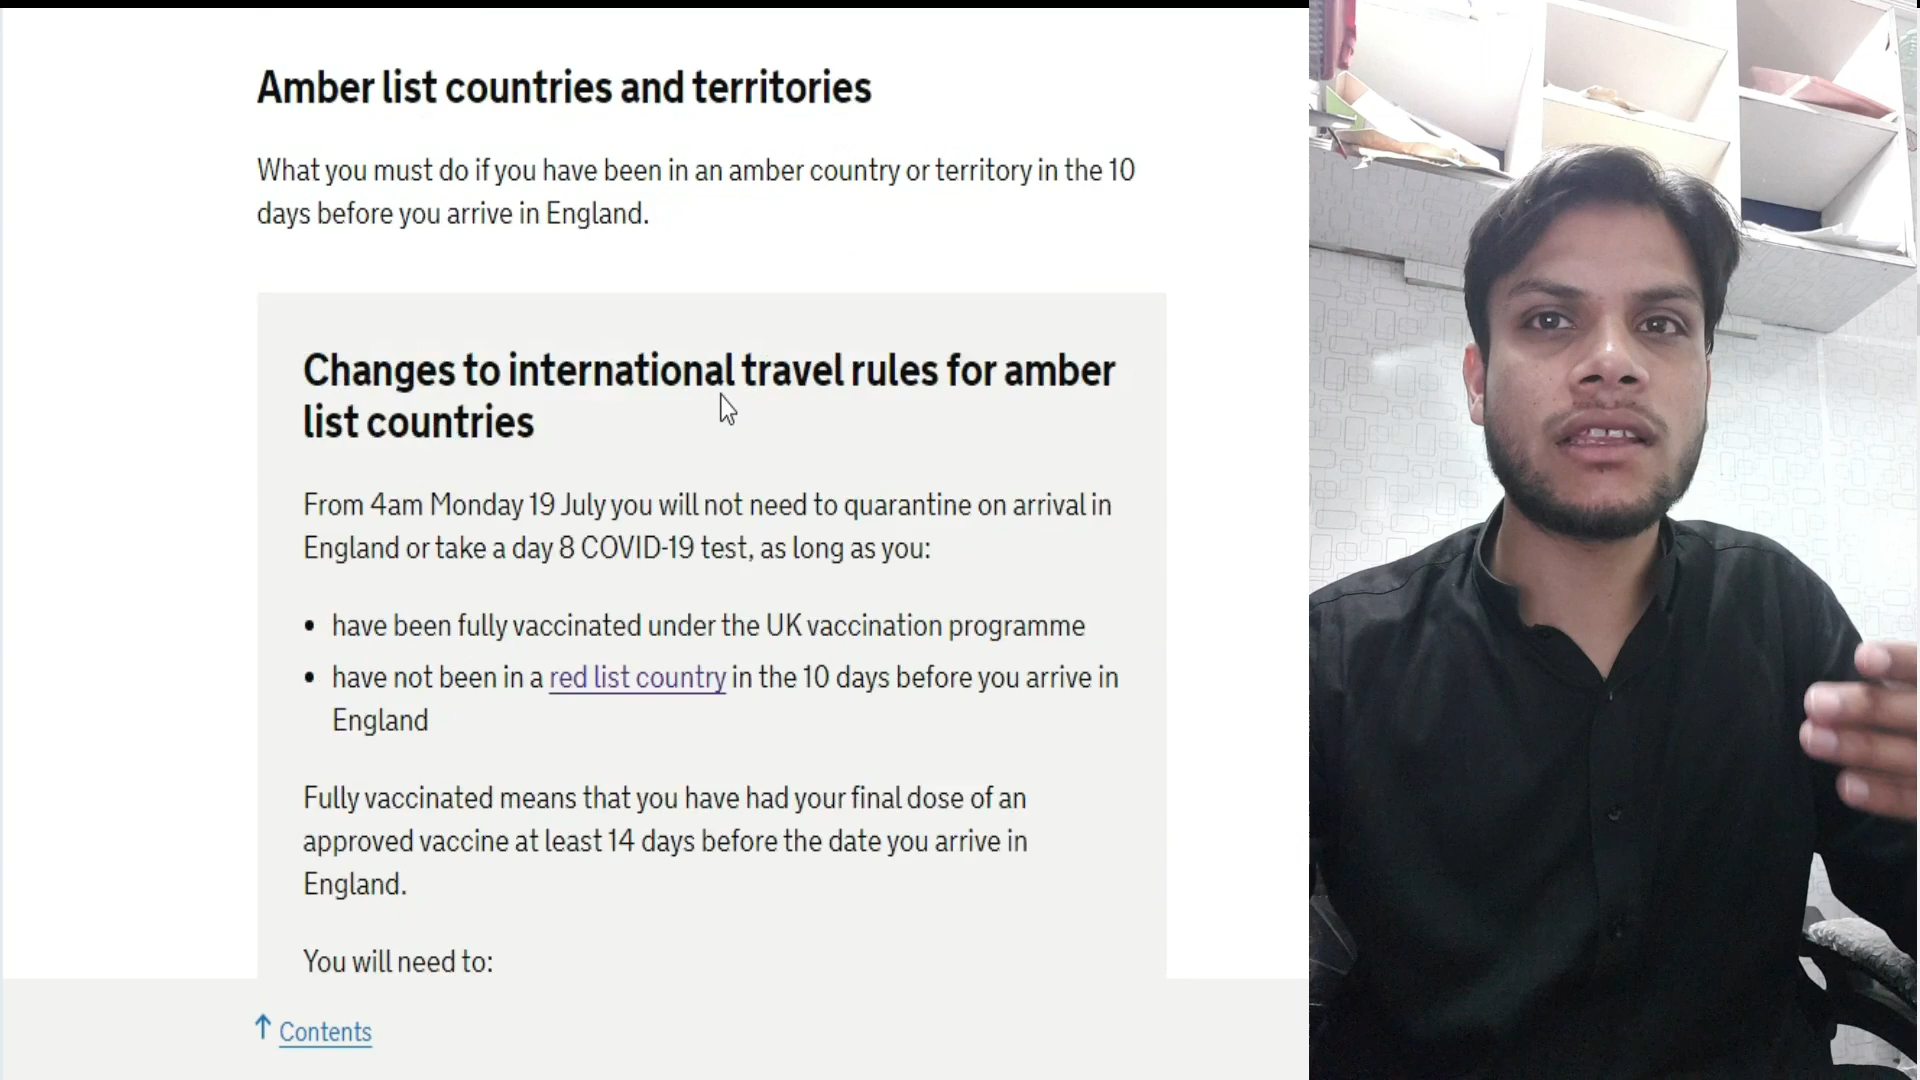 Amber list countries and territories
What you must do if you have been in an amber country or territory in the 10
days before you arrive in England.
Changes to international travel rules for amber
list countries
From 4am Monday 19 July you will not need to quarantine on arrival in
England or take a day 8 COVID-19 test, as long as you:
• have been fully vaccinated under the UK vaccination programme
• have not been in a red list country in the 10 days before you arrive in
England
Fully vaccinated means that you have had your final dose of an
approved vaccine at least 14 days before the date you arrive in
England.
You will need to:
↑ Contents